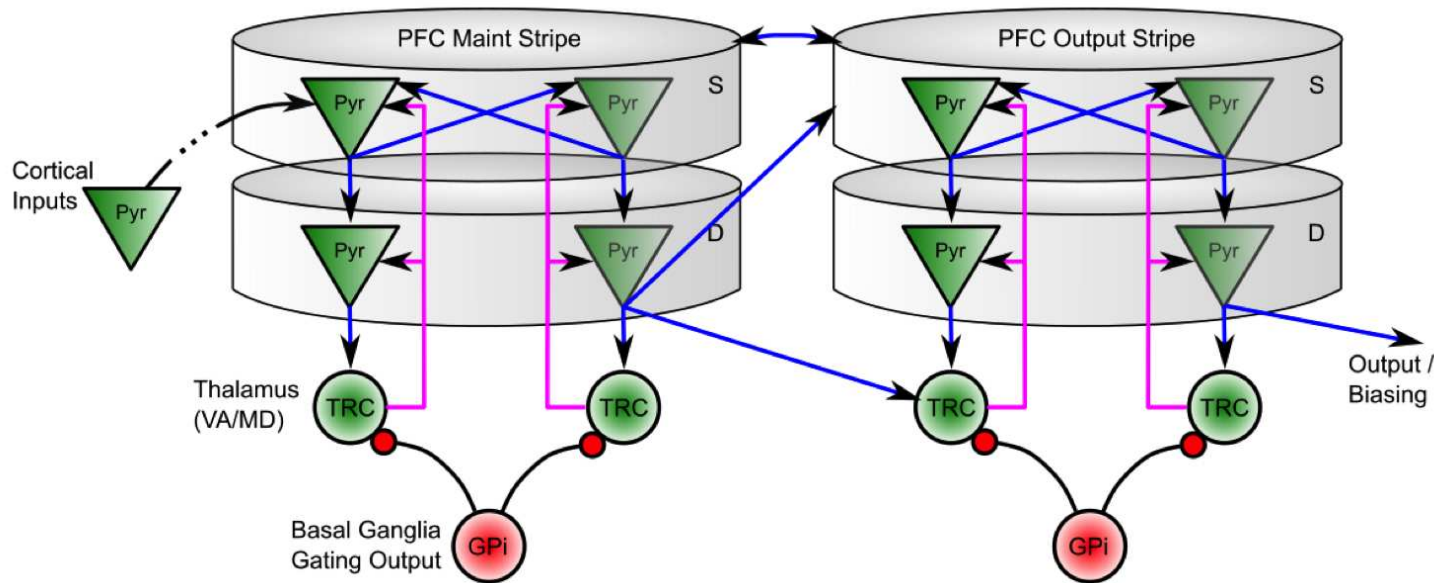 PFC Maint Stripe
PFC Output Stripe
Pyr
Pyr
S
Pyr
Pyr
S
Cortical
Inputs
Pyr
Pyr
Pyr
D
Pyr
Pyr
D
Thalamus
(VA/MD)
TRC
TRC
TRC
TRC
Output /
Biasing
Basal Ganglia
Gating Output
GPi
GPi